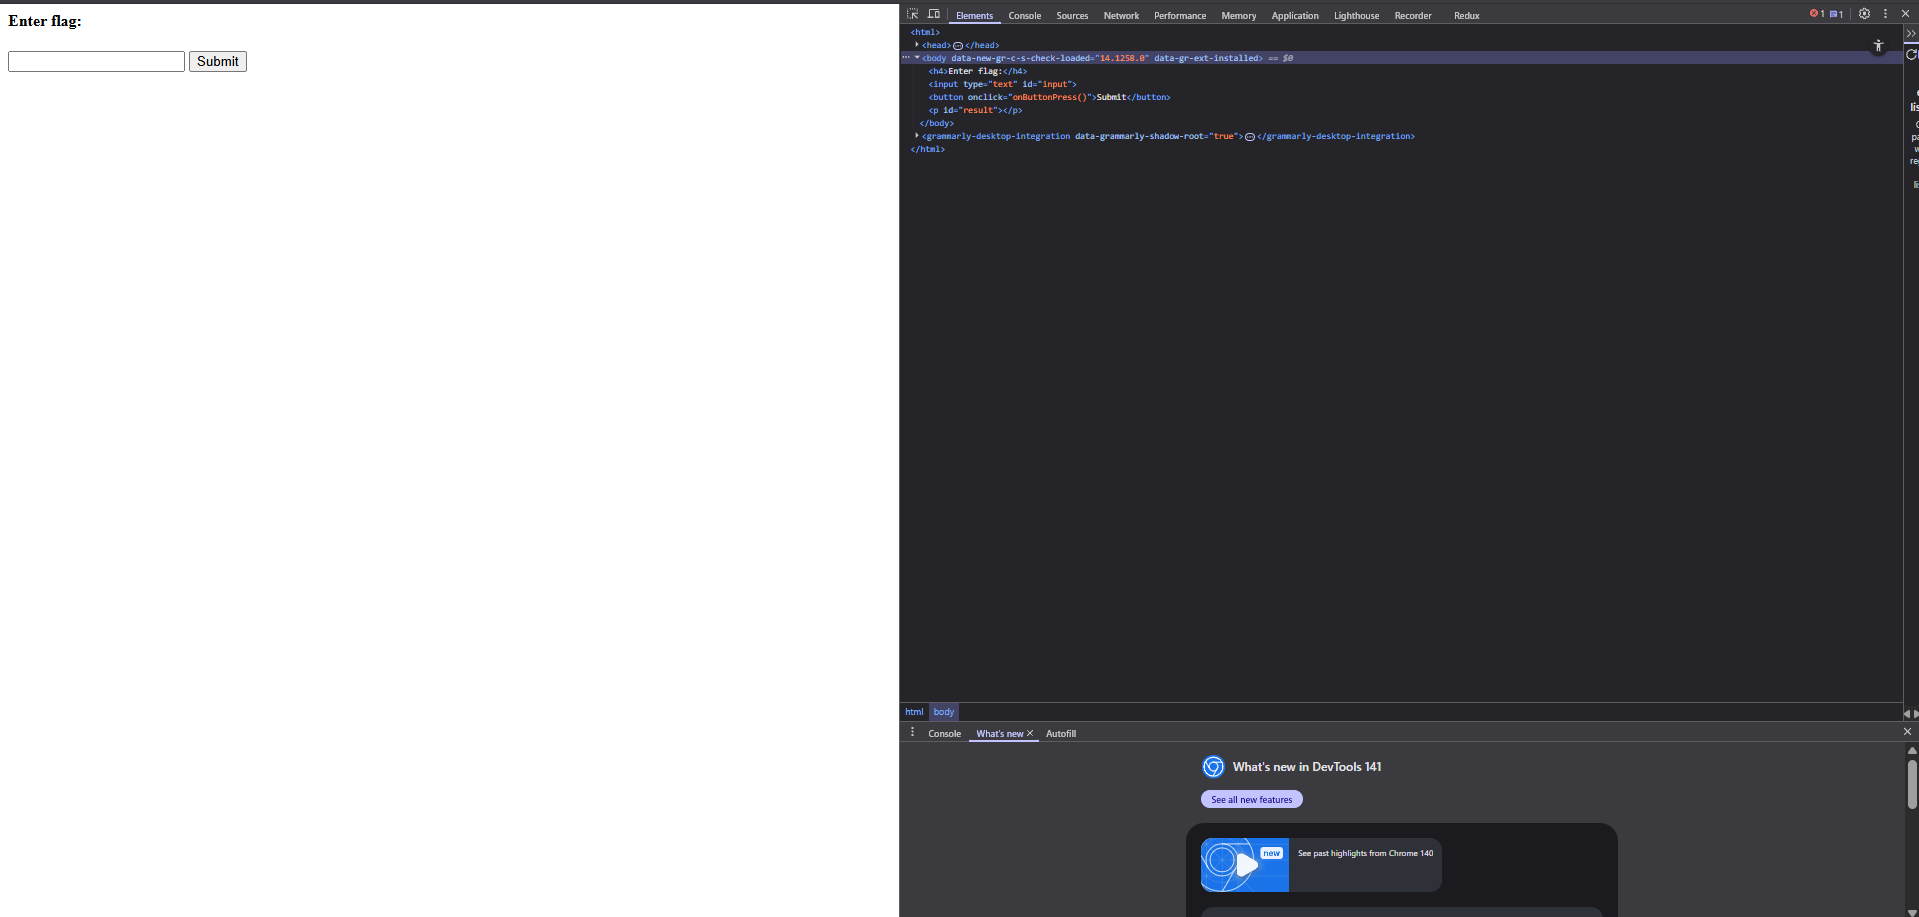 Enter flag:
Submit
Elements Console Sources Network Performance Memory Application Lighthouse Recorder Redux 1 1
<html>
<head> </head>
<body data-new-gr-c-s-check-loaded="14.1258.0" data-gr-ext-installed> == $0
<h4>Enter flag:</h4>
<input type="text" id="input">
<button onclick="onButtonPress()">Submit</button>
<p id="result"></p>
</body>
<grammarly-desktop-integration data-grammarly-shadow-root="true"> </grammarly-desktop-integration>
</html>
html body
Console What's new Autofill
What's new in DevTools 141
See all new features
new
See past highlights from Chrome 140